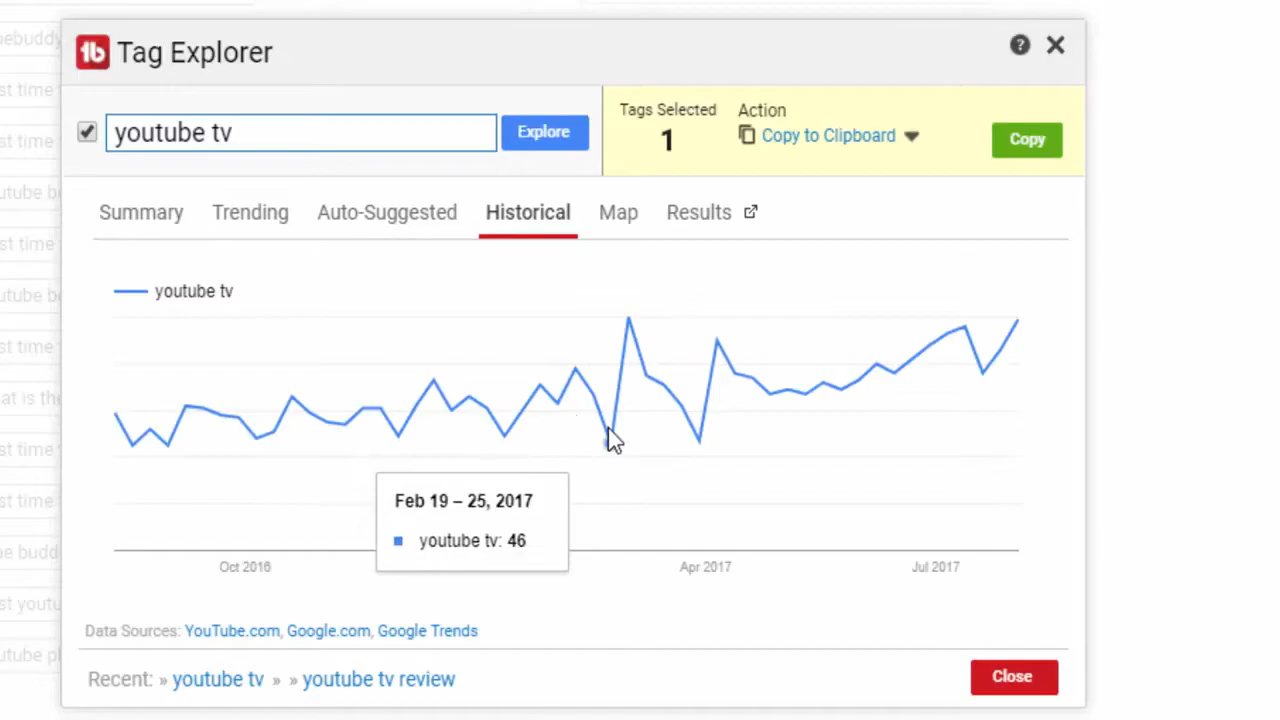 Tag Explorer
?
youtube tv
Explore
Tags Selected
1
Action
Copy to Clipboard
Copy
Summary Trending Auto-Suggested Historical Map Results
youtube tv
Feb 19 – 25, 2017
youtube tv: 46
Oct 2016 Apr 2017 Jul 2017
Data Sources: YouTube.com, Google.com, Google Trends
Recent: » youtube tv » » youtube tv review
Close